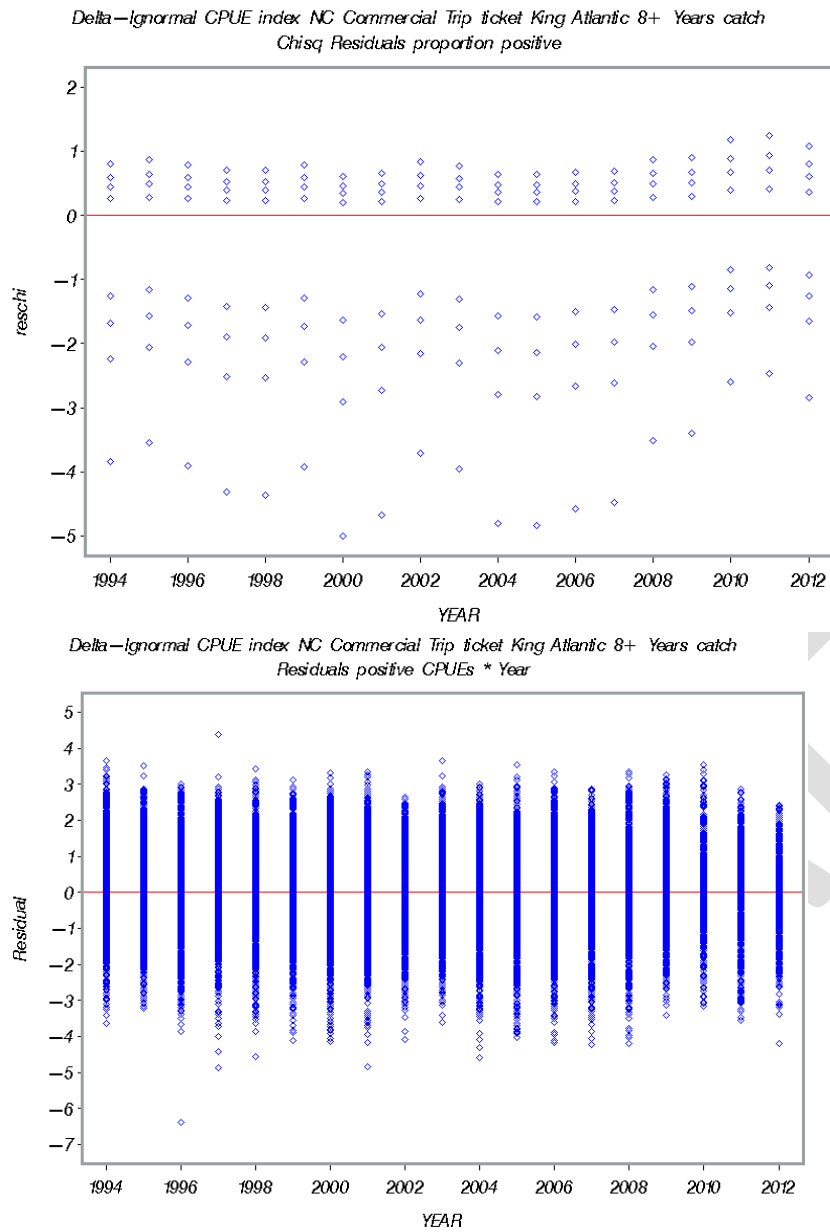 Delta−lgnormal CPUE index NC Commercial Trip ticket King Atlantic 8+ Years catch
Chisq Residuals proportion positive
2
1
0
−1
−2
−3
−4
−5
reschi
1994 1996 1998 2000 2002 2004 2006 2008 2010 2012
YEAR
Delta−lgnormal CPUE index NC Commercial Trip ticket King Atlantic 8+ Years catch
Residuals positive CPUEs * Year
5
4
3
2
1
0
−1
−2
−3
−4
−5
−6
−7
Residual
1994 1996 1998 2000 2002 2004 2006 2008 2010 2012
YEAR